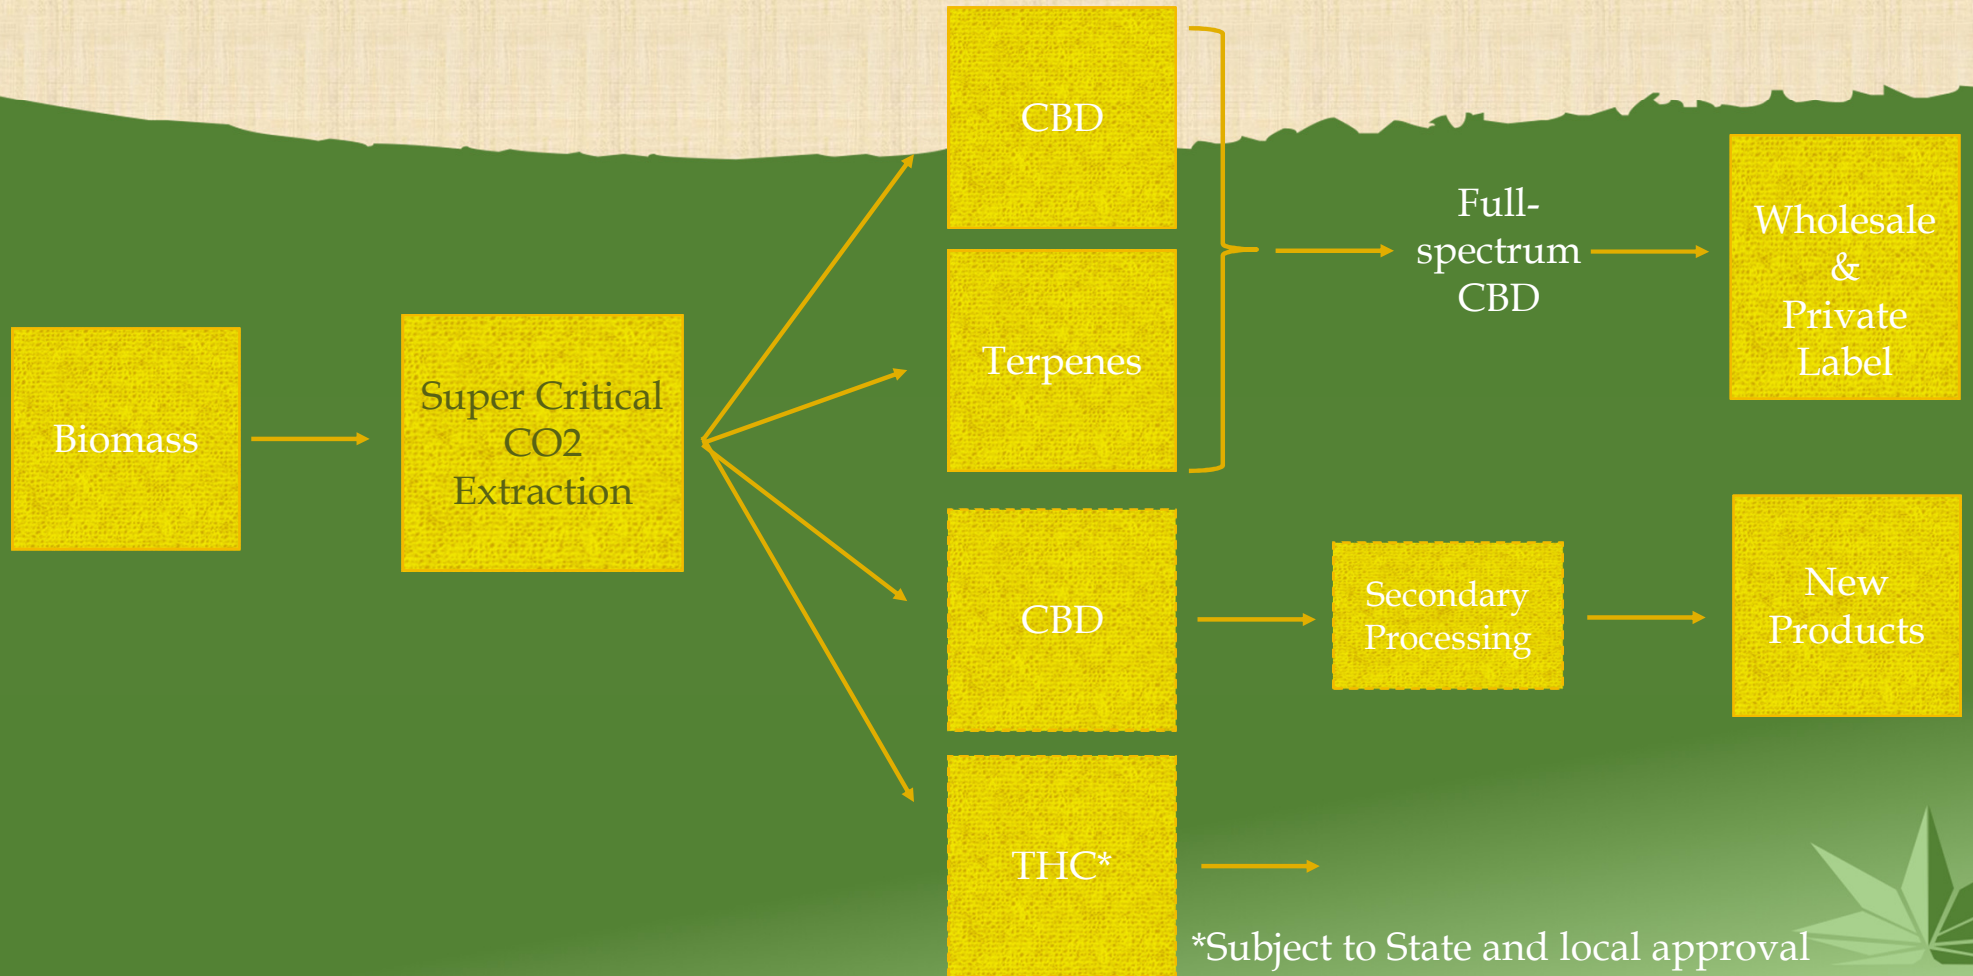 Biomass
Super Critical
CO2
Extraction
CBD
Terpenes
Full-
spectrum
CBD
Wholesale
&
Private
Label
CBD
Secondary
Processing
New
Products
THC*
*Subject to State and local approval